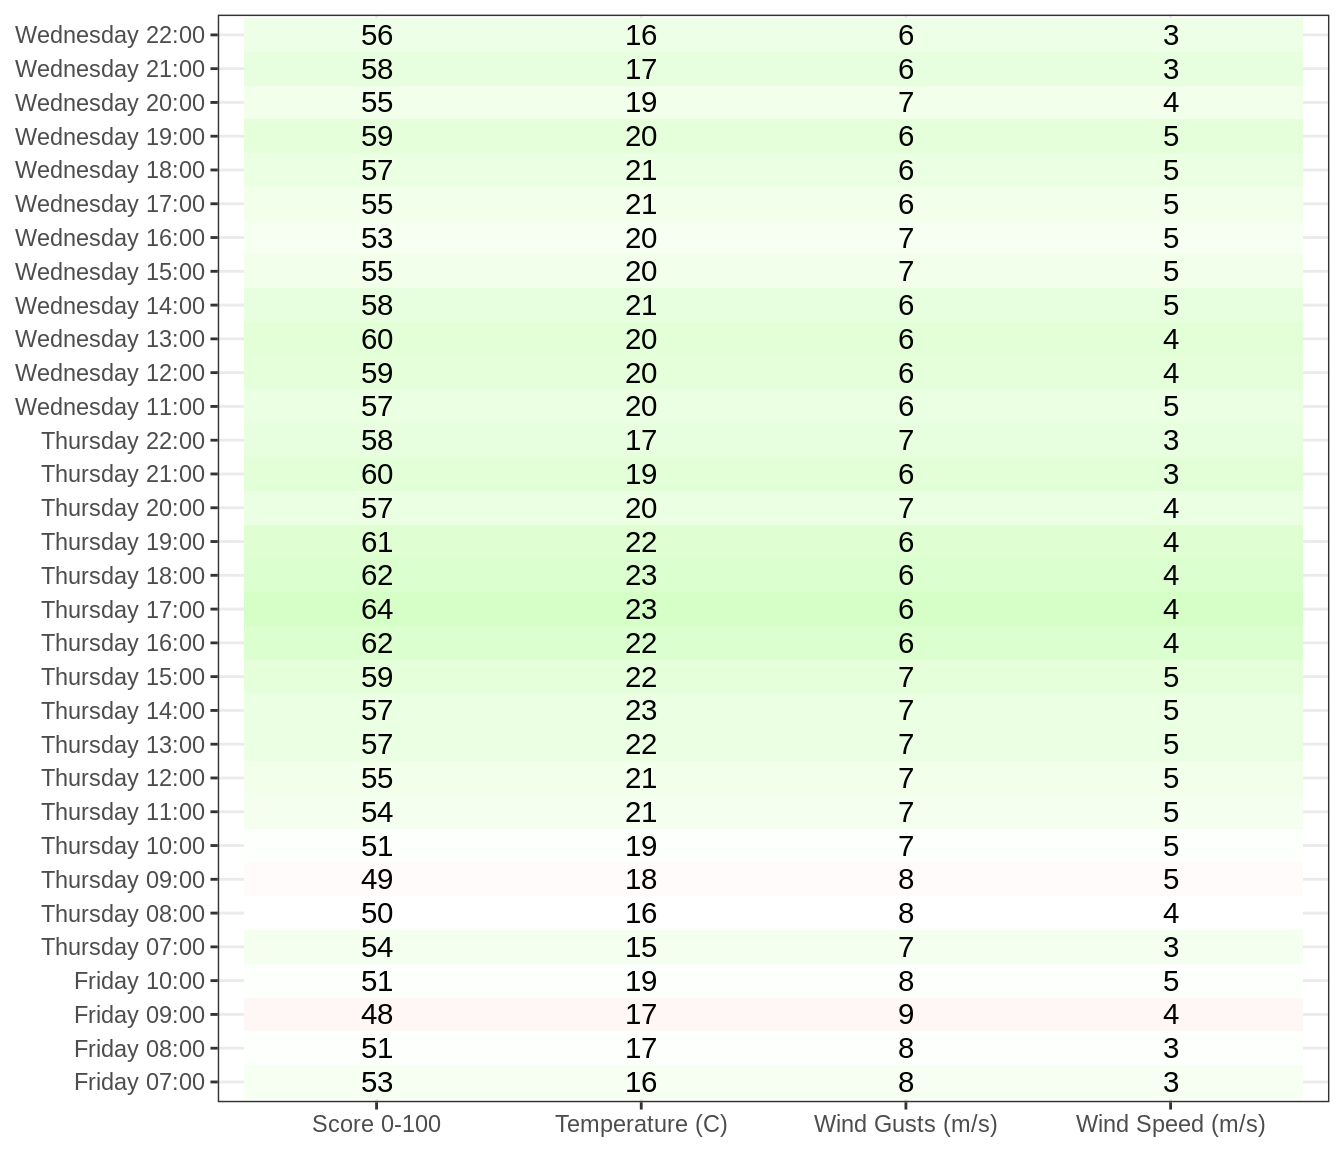 Wednesday 22:00 56 16 6 3
Wednesday 21:00 58 17 6 3
Wednesday 20:00 55 19 7 4
Wednesday 19:00 59 20 6 5
Wednesday 18:00 57 21 6 5
Wednesday 17:00 55 21 6 5
Wednesday 16:00 53 20 7 5
Wednesday 15:00 55 20 7 5
Wednesday 14:00 58 21 6 5
Wednesday 13:00 60 20 6 4
Wednesday 12:00 59 20 6 4
Wednesday 11:00 57 20 6 5
Thursday 22:00 58 17 7 3
Thursday 21:00 60 19 6 3
Thursday 20:00 57 20 7 4
Thursday 19:00 61 22 6 4
Thursday 18:00 62 23 6 4
Thursday 17:00 64 23 6 4
Thursday 16:00 62 22 6 4
Thursday 15:00 59 22 7 5
Thursday 14:00 57 23 7 5
Thursday 13:00 57 22 7 5
Thursday 12:00 55 21 7 5
Thursday 11:00 54 21 7 5
Thursday 10:00 51 19 7 5
Thursday 09:00 49 18 8 5
Thursday 08:00 50 16 8 4
Thursday 07:00 54 15 7 3
Friday 10:00 51 19 8 5
Friday 09:00 48 17 9 4
Friday 08:00 51 17 8 3
Friday 07:00 53 16 8 3
Score 0-100 Temperature (C) Wind Gusts (m/s) Wind Speed (m/s)